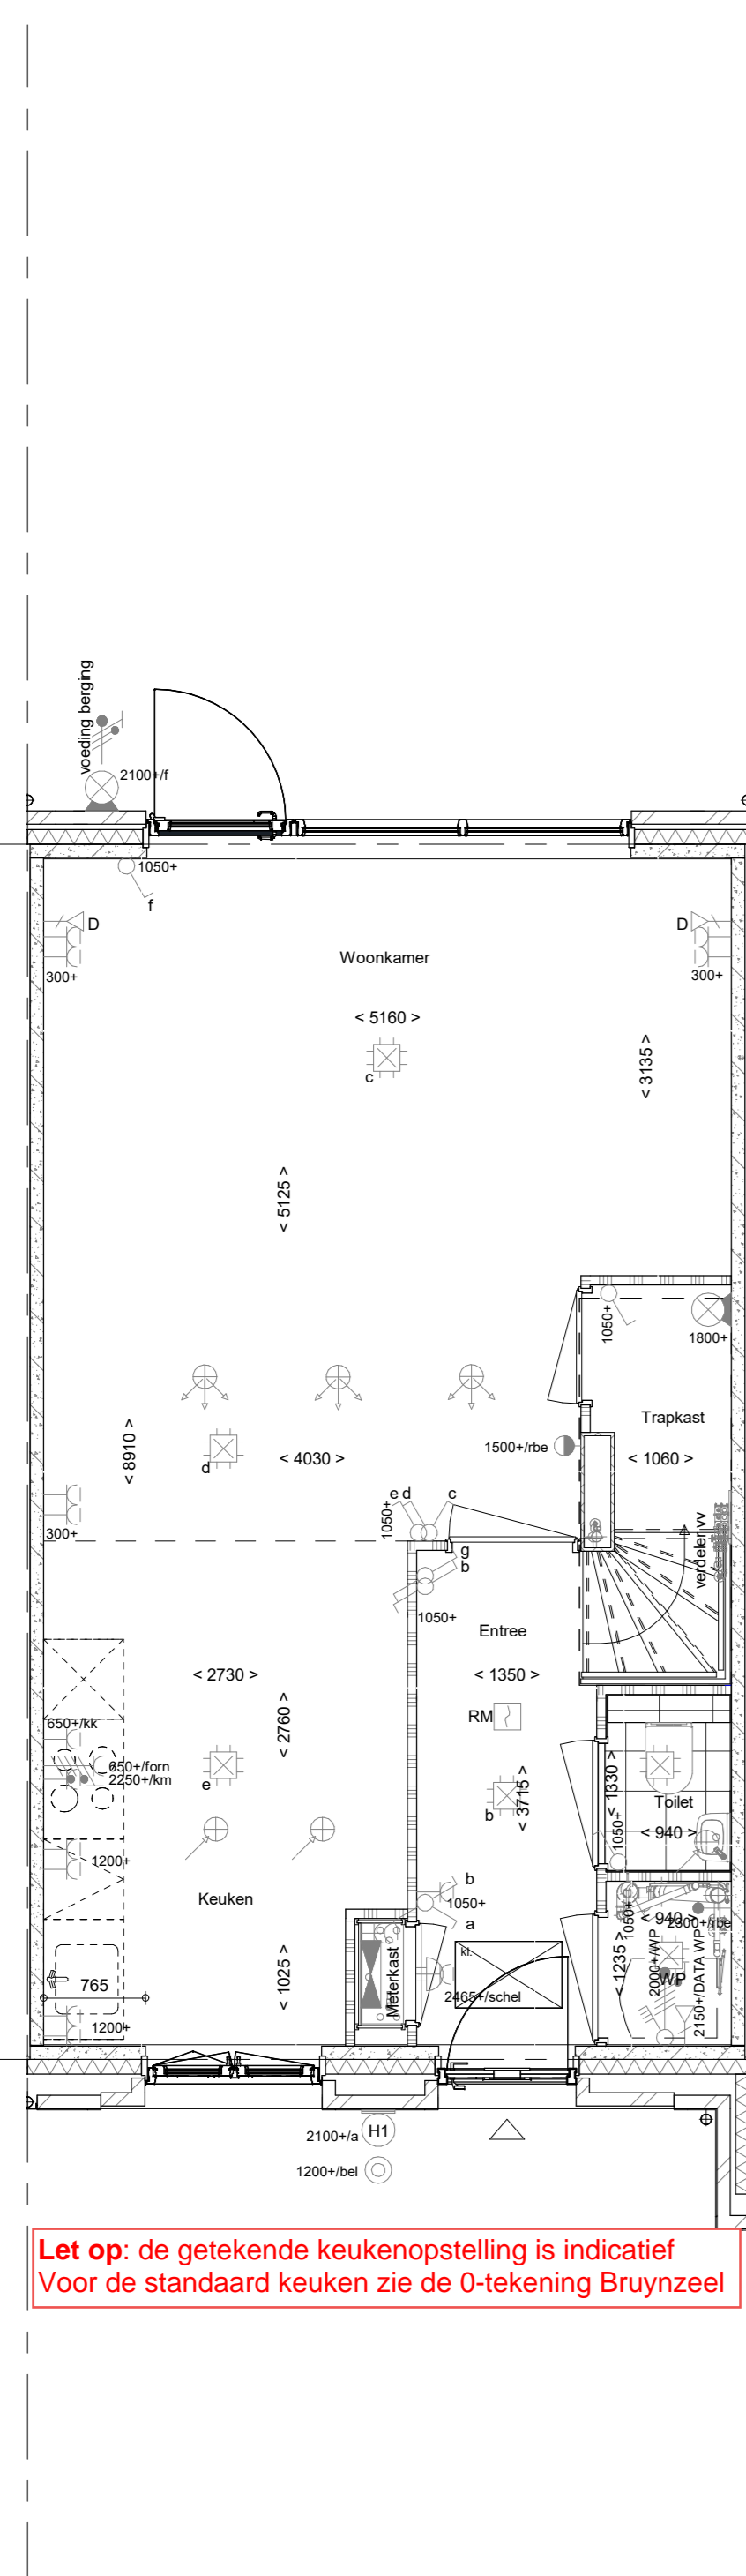 voeding berging
2100+/f
1050+
f
D
300+
D
300+
Woonkamer
< 5160 >
c
< 3135 >
< 5125 >
1050+
1800+
Trapkast
< 1060 >
1500+/rbe
< 8910 >
d
< 4030 >
e d
c
1050+
300+
g
b
1050+
verdeler vv
Entree
< 2730 >
< 1350 >
< 2760 >
RM
650+/kk
650+/forn
2250+/km
e
b
< 3715 >
< 1330 >
Toilet
1050+
< 940 >
1200+
Keuken
b
1050+
a
1050+
< 940 >
2300+/rbe
Meterkast
kl.
< 1235 >
2000+/WP
WP
2150+/DATA WP
765
< 1025 >
2465+/schel
1200+
2100+/a
H1
1200+/bel
Let op: de getekende keukenopstelling is indicatief
Voor de standaard keuken zie de 0-tekening Bruynzeel